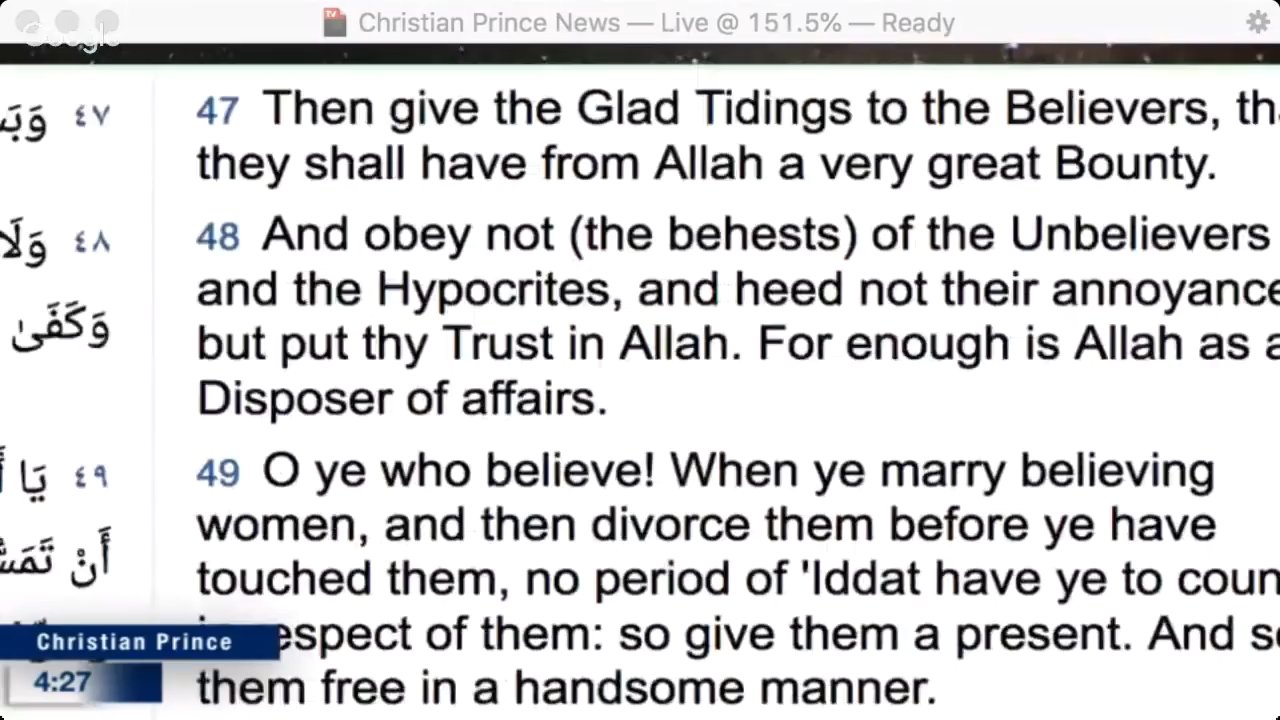 Christian Prince News — Live @ 151.5% — Ready
Google
٤٧ 47 Then give the Glad Tidings to the Believers,
they shall have from Allah a very great Bounty.
وَلَا ٤٨ 48 And obey not (the behests) of the Unbelievers
and the Hypocrites, and heed not their annoyance
وَكَفَىٰ but put thy Trust in Allah. For enough is Allah as a
Disposer of affairs.
يَا ٤٩ 49 O ye who believe! When ye marry believing
women, and then divorce them before ye have
أَنْ touched them, no period of 'Iddat have ye to coun
espect of them: so give them a present. And s
them free in a handsome manner.
Christian Prince
4:27